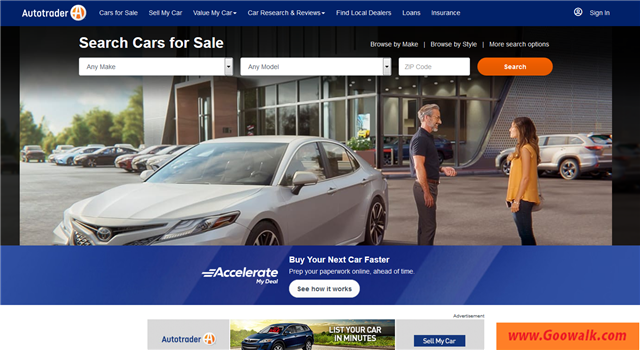 Autotrader
Cars for Sale
Sell My Car
Value My Car
Car Research & Reviews
Find Local Dealers
Loans
Insurance
Sign In
Search Cars for Sale
Browse by Make | Browse by Style | More search options
Any Make
Any Model
ZIP Code
Search
Accelerate
My Deal
Buy Your Next Car Faster
Prep your paperwork online, ahead of time.
See how it works
Advertisement
Autotrader
LIST YOUR CAR
IN MINUTES
Sell My Car
www.Goowalk.com